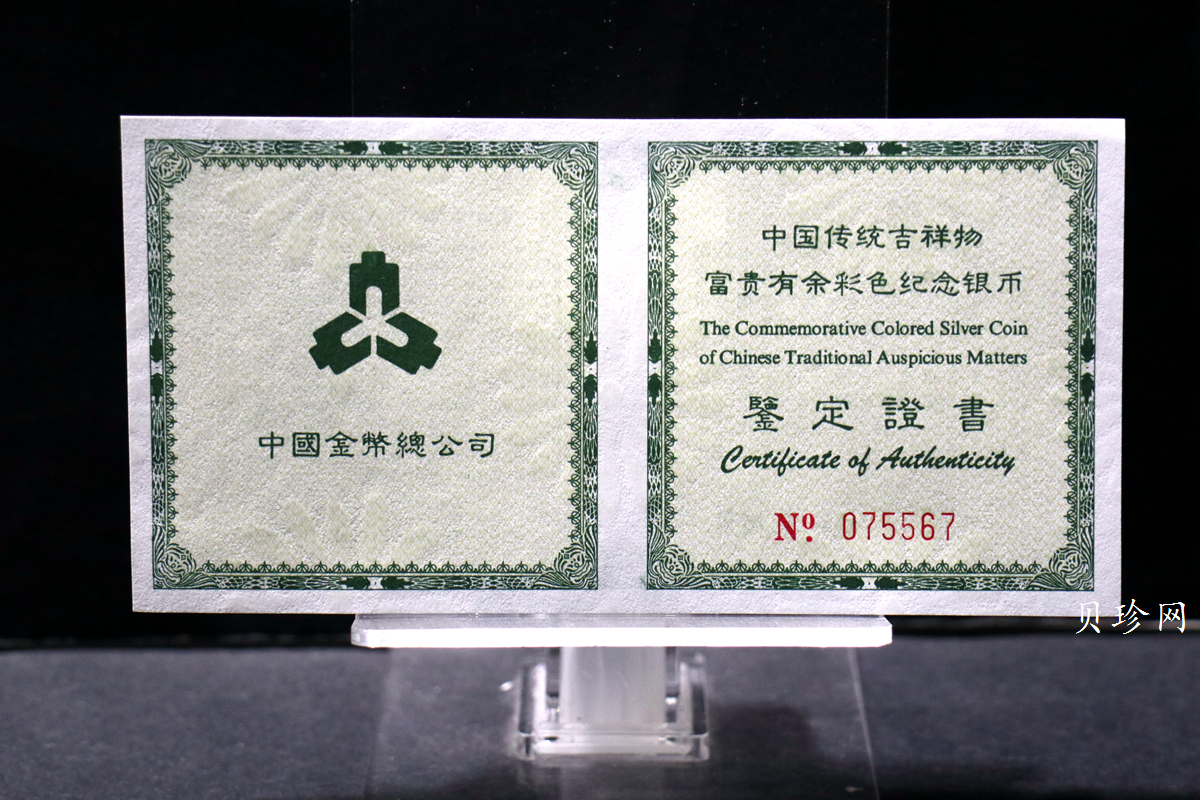 中國金幣總公司
中国传统吉祥物
富贵有余彩色纪念银币
The Commemorative Colored Silver Coin
of Chinese Traditional Auspicious Matters
鑒定證書
Certificate of Authenticity
Nº. 075567
贝珍网